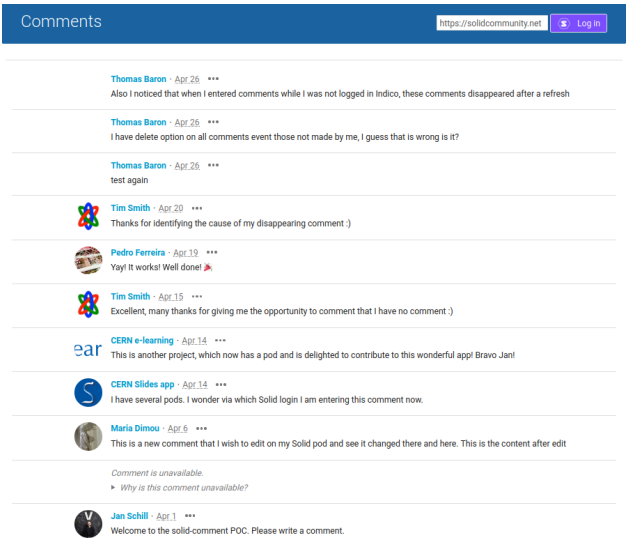 Comments
https://solidcommunity.net
Log in
Thomas Baron · Apr 26 •••
Also I noticed that when I entered comments while I was not logged in Indico, these comments disappeared after a refresh
Thomas Baron · Apr 26 •••
I have delete option on all comments event those not made by me, I guess that is wrong is it?
Thomas Baron · Apr 26 •••
test again
Tim Smith · Apr 20 •••
Thanks for identifying the cause of my disappearing comment :)
Pedro Ferreira · Apr 19 •••
Yay! It works! Well done! 🎉
Tim Smith · Apr 15 •••
Excellent, many thanks for giving me the opportunity to comment that I have no comment :)
ear
CERN e-learning · Apr 14 •••
This is another project, which now has a pod and is delighted to contribute to this wonderful app! Bravo Jan!
CERN Slides app · Apr 14 •••
I have several pods. I wonder via which Solid login I am entering this comment now.
Maria Dimou · Apr 6 •••
This is a new comment that I wish to edit on my Solid pod and see it changed there and here. This is the content after edit
Comment is unavailable.
▸ Why is this comment unavailable?
Jan Schill · Apr 1 •••
Welcome to the solid-comment POC. Please write a comment.